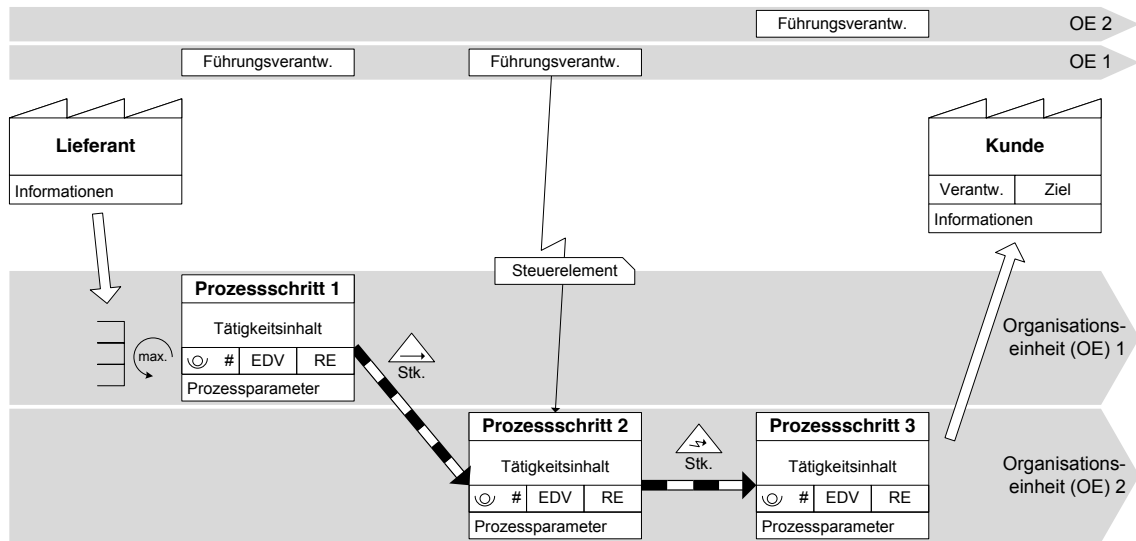 Führungsverantw.
OE 2
Führungsverantw.
Führungsverantw.
OE 1
Lieferant
Informationen
Kunde
Verantw.
Ziel
Informationen
Steuerelement
Prozessschritt 1
Tätigkeitsinhalt
max.
# EDV RE
Prozessparameter
Stk.
Organisations-
einheit (OE) 1
Prozessschritt 2
Tätigkeitsinhalt
# EDV RE
Prozessparameter
Stk.
Prozessschritt 3
Tätigkeitsinhalt
# EDV RE
Prozessparameter
Organisations-
einheit (OE) 2